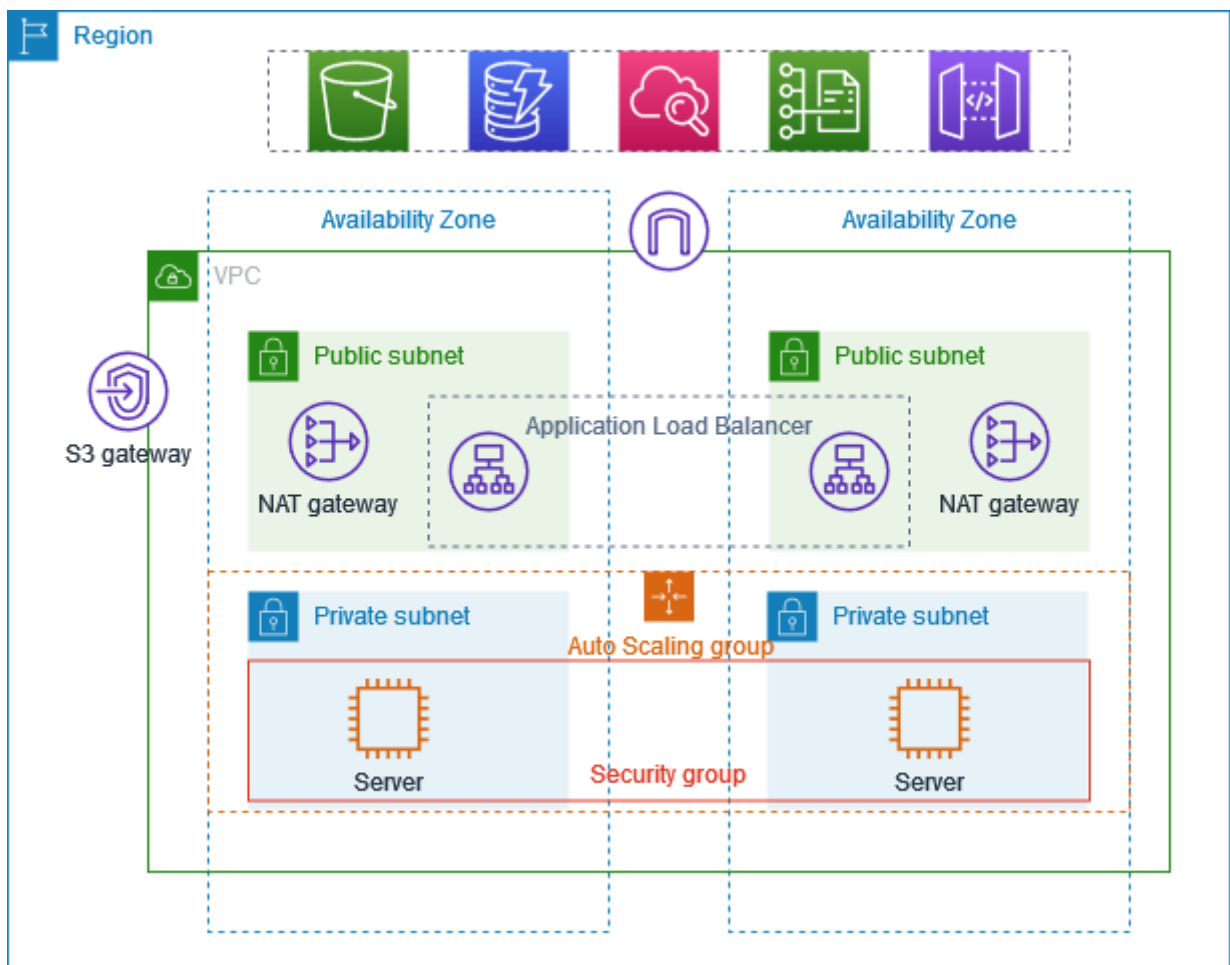 Region
</>
Availability Zone
Availability Zone
VPC
Public subnet
Public subnet
Application Load Balancer
S3 gateway
NAT gateway
NAT gateway
Private subnet
Private subnet
Auto Scaling group
Security group
Server
Server